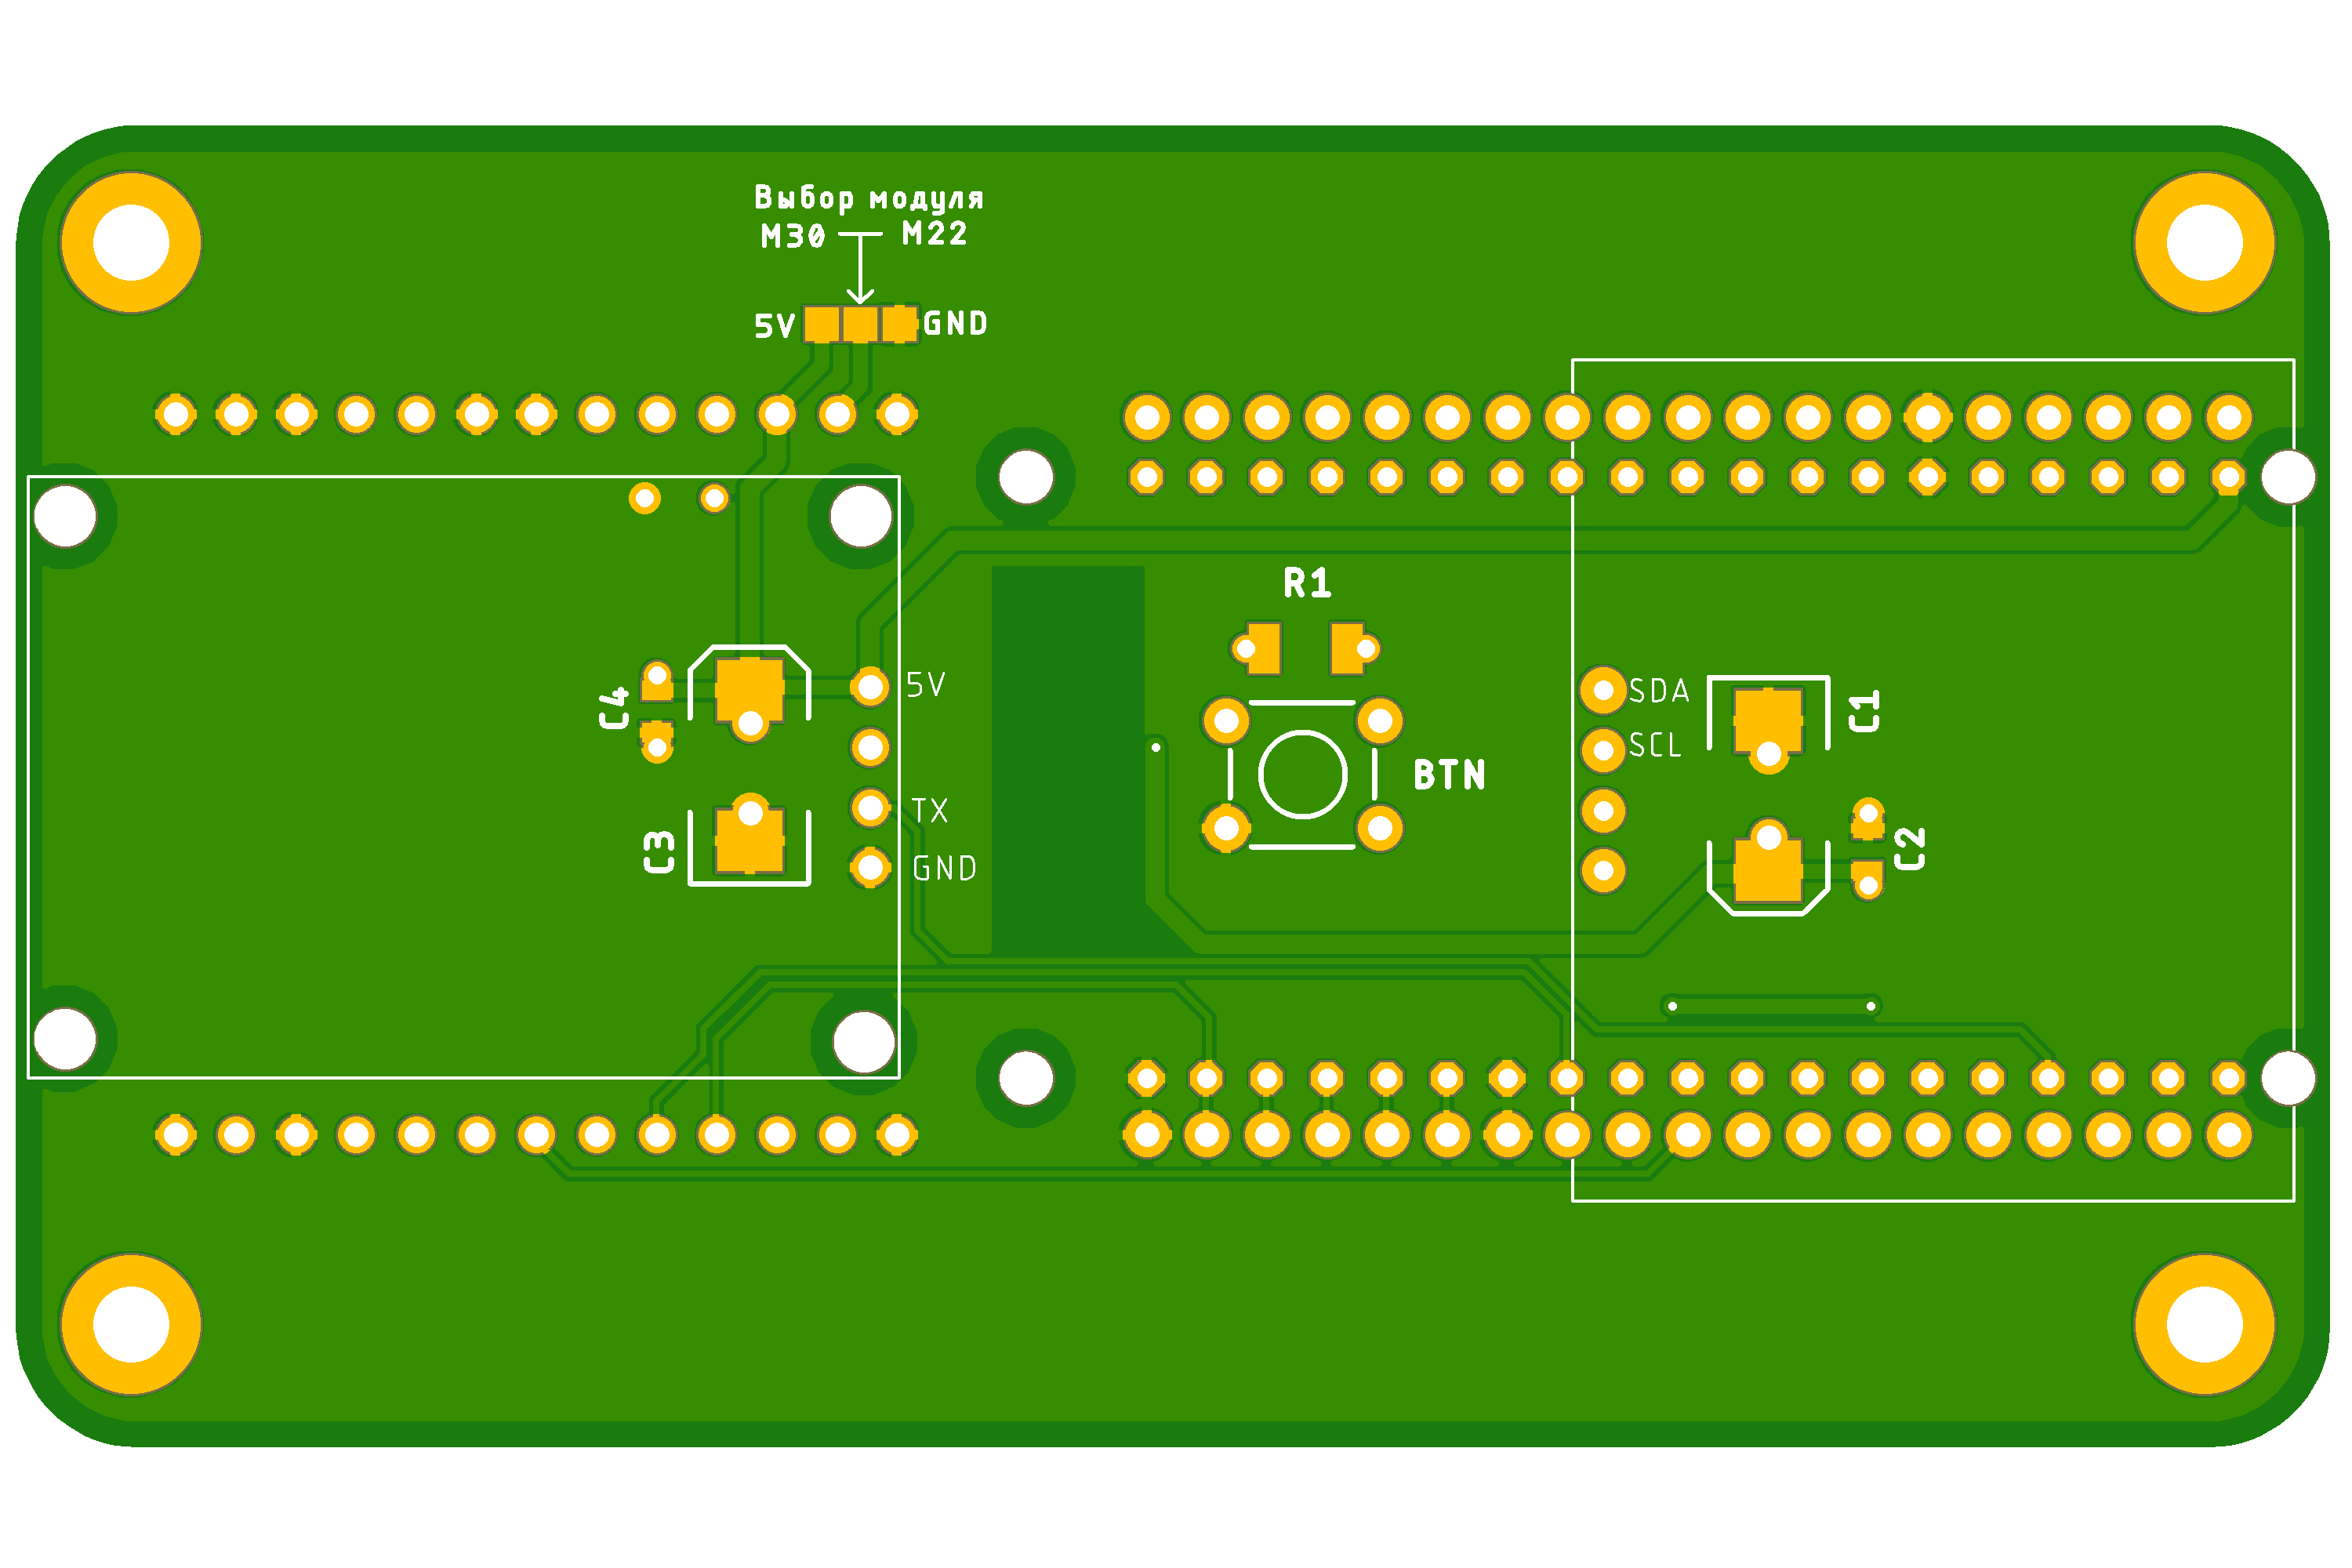 Выбор модуля
M30 M22
5V GND
R1
5V
SDA
C4
C1
SCL
BTN
TX
C3
C2
GND